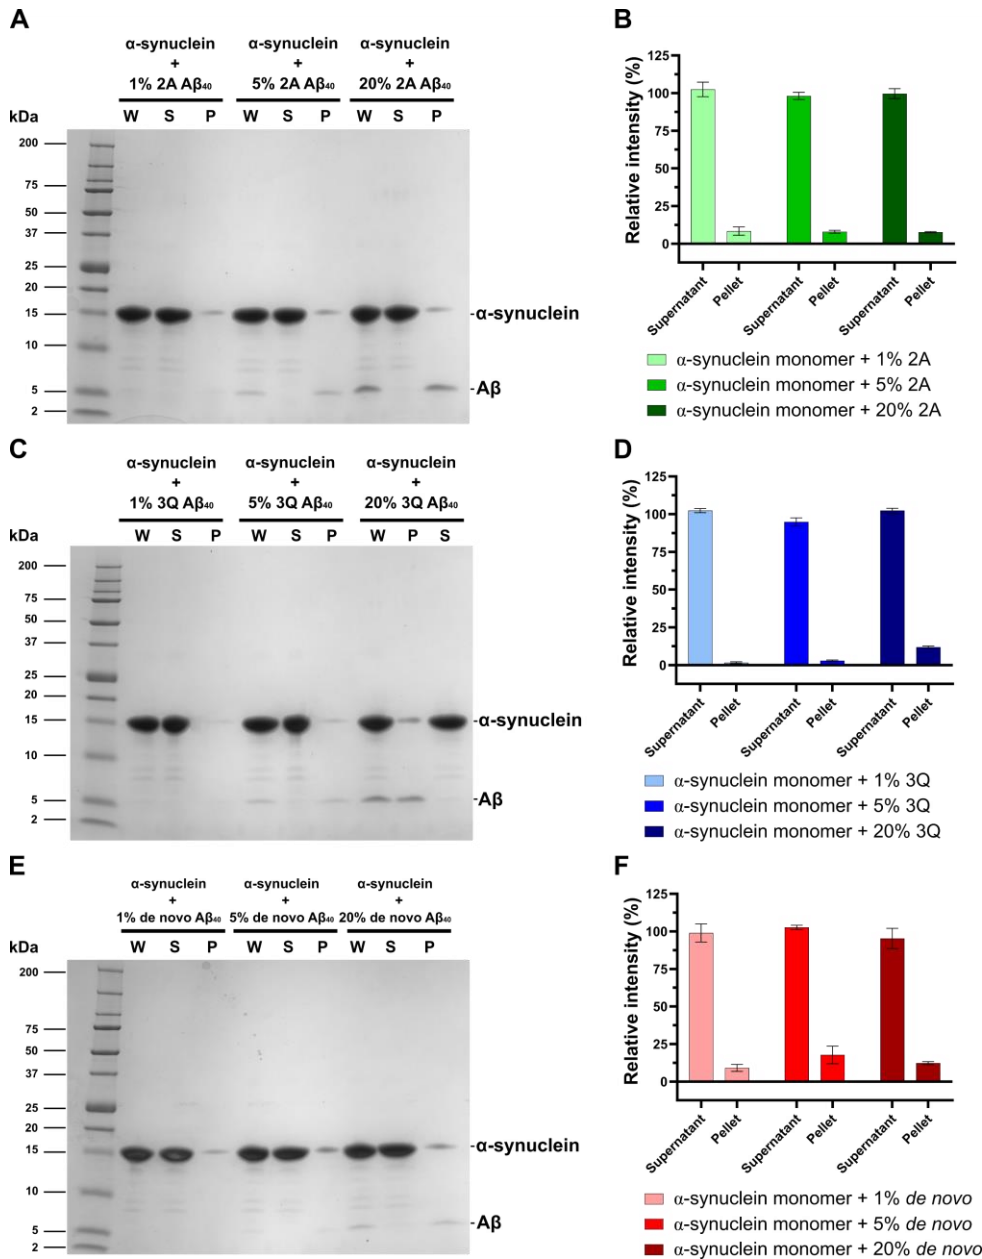 A
α-synuclein α-synuclein α-synuclein
+ + +
1% 2A Aβ₄₀ 5% 2A Aβ₄₀ 20% 2A Aβ₄₀
kDa W S P W S P W S P
200
75
50
37
25
20
15 -α-synuclein
10
5 -Aβ
2
B
Relative intensity (%)
125
100
75
50
25
0
Supernatant Pellet Supernatant Pellet Supernatant Pellet
α-synuclein monomer + 1% 2A
α-synuclein monomer + 5% 2A
α-synuclein monomer + 20% 2A
C
α-synuclein α-synuclein α-synuclein
+ + +
1% 3Q Aβ₄₀ 5% 3Q Aβ₄₀ 20% 3Q Aβ₄₀
kDa W S P W S P W P S
200
75
50
37
25
20
15 -α-synuclein
10
5 -Aβ
2
D
Relative intensity (%)
125
100
75
50
25
0
Supernatant Pellet Supernatant Pellet Supernatant Pellet
α-synuclein monomer + 1% 3Q
α-synuclein monomer + 5% 3Q
α-synuclein monomer + 20% 3Q
E
α-synuclein α-synuclein α-synuclein
+ + +
1% de novo Aβ₄₀ 5% de novo Aβ₄₀ 20% de novo Aβ₄₀
kDa W S P W S P W S P
200
75
50
37
25
20
15 -α-synuclein
10
5 -Aβ
2
F
Relative intensity (%)
125
100
75
50
25
0
Supernatant Pellet Supernatant Pellet Supernatant Pellet
α-synuclein monomer + 1% de novo
α-synuclein monomer + 5% de novo
α-synuclein monomer + 20% de novo